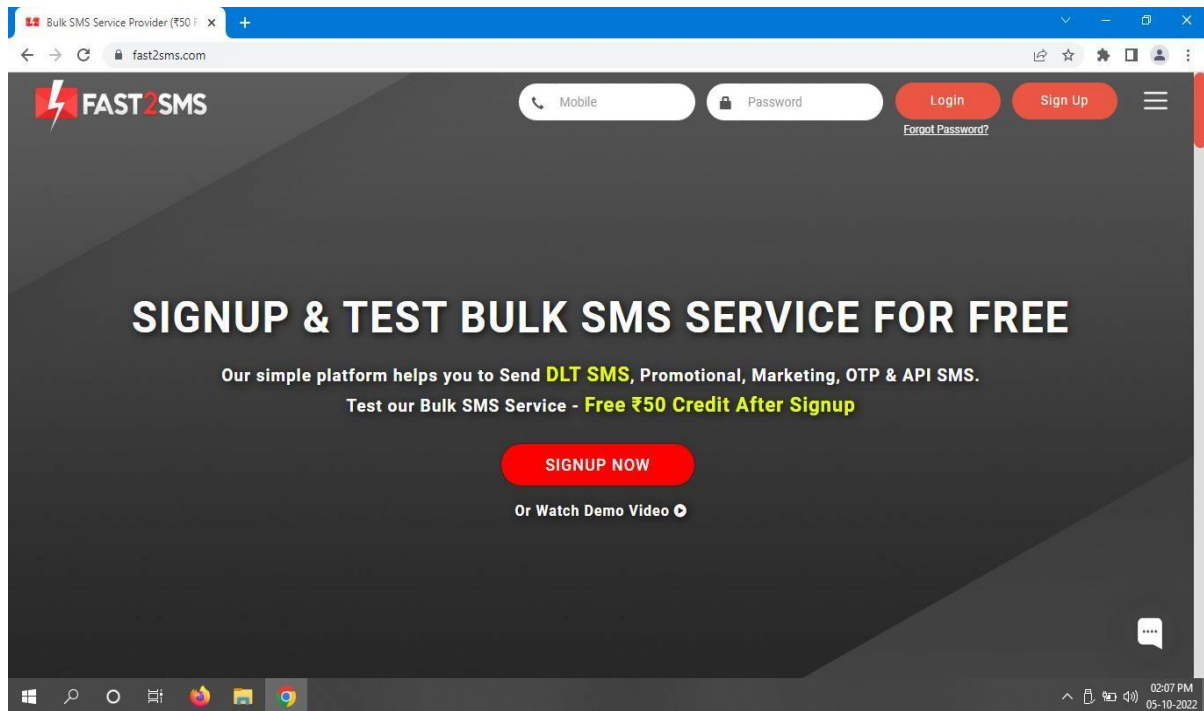 Bulk SMS Service Provider (₹50 F
fast2sms.com
FAST2SMS
Mobile
Password
Login
Sign Up
Forgot Password?
SIGNUP & TEST BULK SMS SERVICE FOR FREE
Our simple platform helps you to Send DLT SMS, Promotional, Marketing, OTP & API SMS.
Test our Bulk SMS Service - Free ₹50 Credit After Signup
SIGNUP NOW
Or Watch Demo Video
02:07 PM
05-10-2022